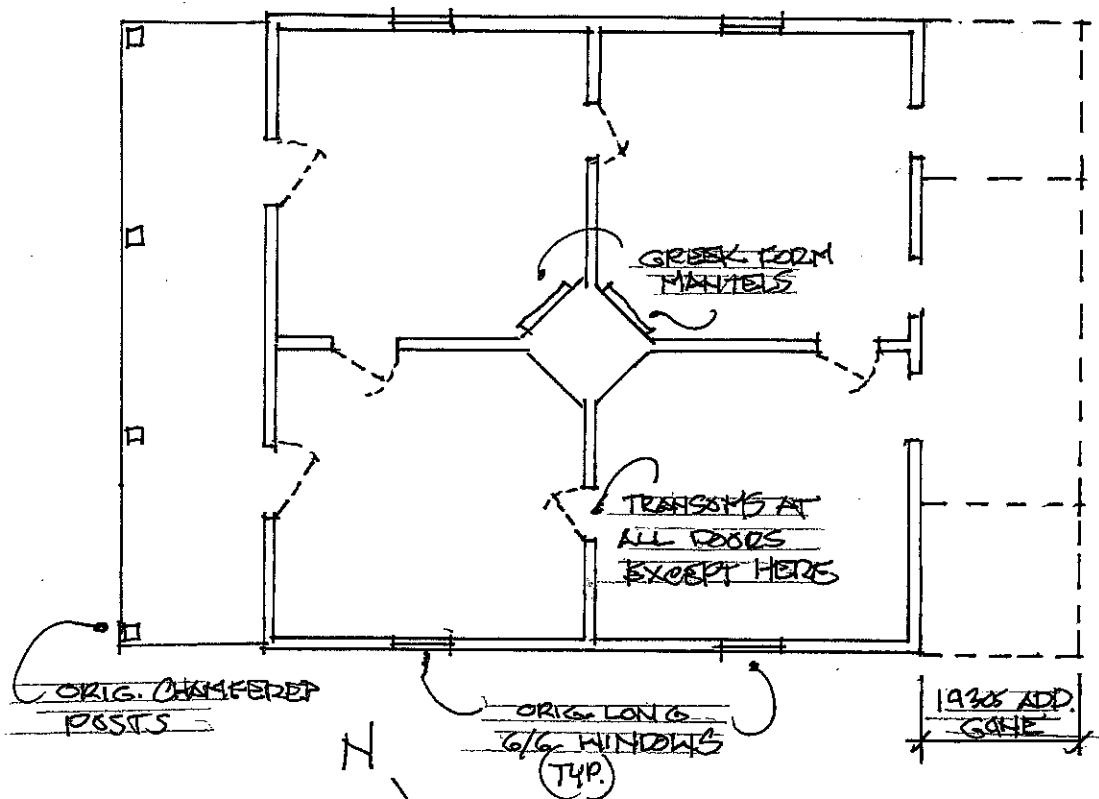 GREEK FORM
MANTELS
TRANSOMS AT
ALL DOORS
EXCEPT HERE
ORIG. CHAMFERED
POSTS
ORIG. LONG
6/6 WINDOWS
(TYP.)
1930s ADD.
GONE
N